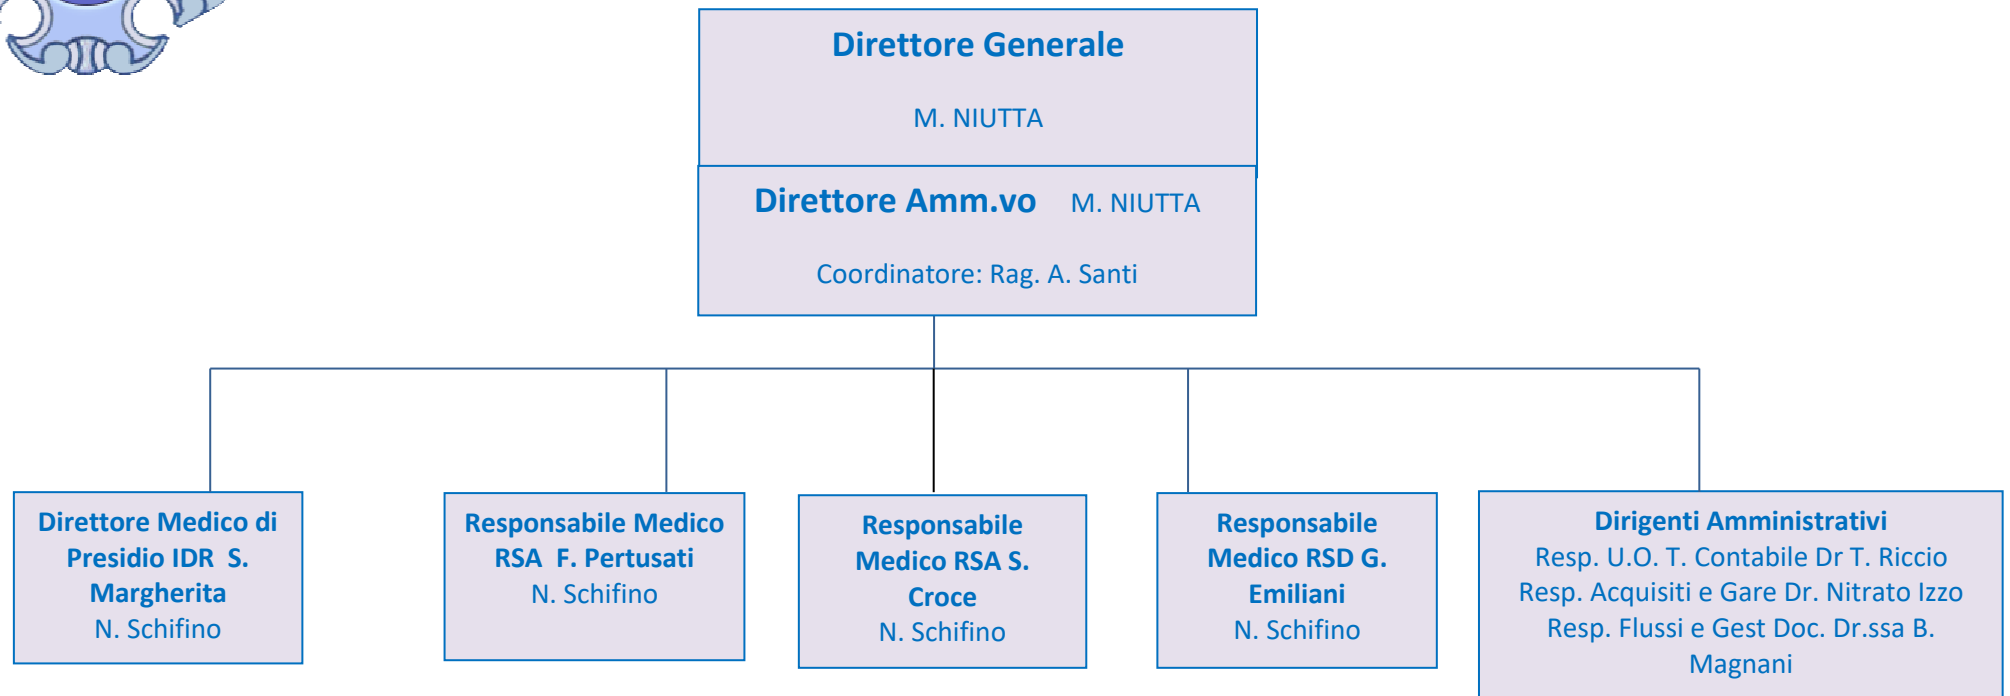 Direttore Generale
M. NIUTTA
Direttore Amm.vo M. NIUTTA
Coordinatore: Rag. A. Santi
Direttore Medico di
Presidio IDR S.
Margherita
N. Schifino
Responsabile Medico
RSA F. Pertusati
N. Schifino
Responsabile
Medico RSA S.
Croce
N. Schifino
Responsabile
Medico RSD G.
Emiliani
N. Schifino
Dirigenti Amministrativi
Resp. U.O. T. Contabile Dr T. Riccio
Resp. Acquisiti e Gare Dr. Nitrato Izzo
Resp. Flussi e Gest Doc. Dr.ssa B.
Magnani